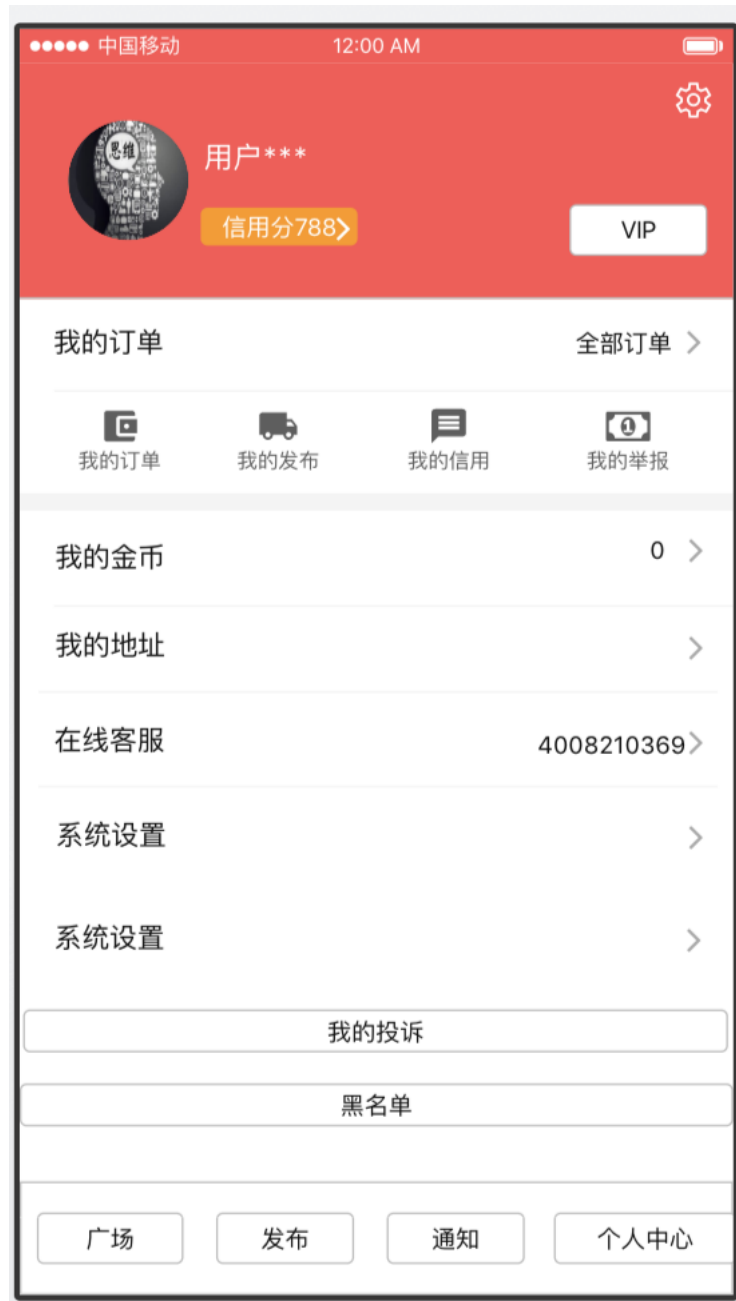 中国移动 12:00 AM
思维
用户***
信用分788
VIP
我的订单 全部订单
1
我的订单 我的发布 我的信用 我的举报
我的金币 0
我的地址
在线客服 4008210369
系统设置
系统设置
我的投诉
黑名单
广场 发布 通知 个人中心